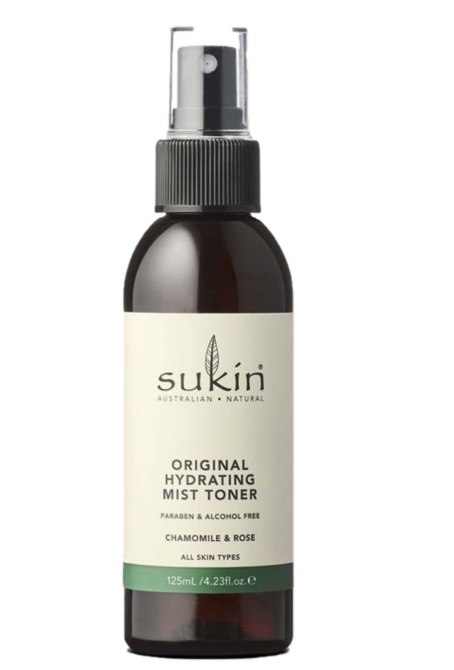 sukin®
AUSTRALIAN • NATURAL
ORIGINAL
HYDRATING
MIST TONER
PARABEN & ALCOHOL FREE
CHAMOMILE & ROSE
ALL SKIN TYPES
125mL /4.23fl.oz.℮